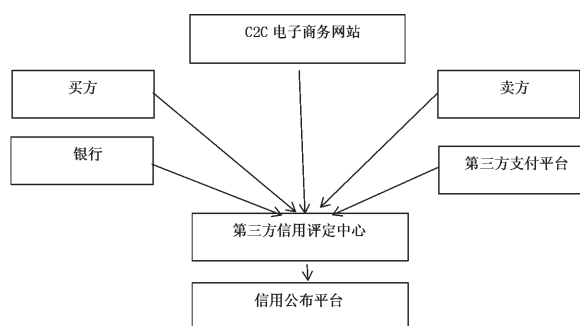 C2C 电子商务网站
买方
卖方
银行
第三方支付平台
第三方信用评定中心
信用公布平台